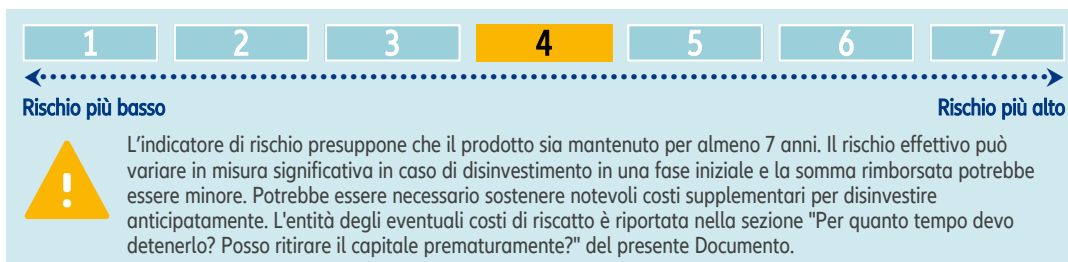 1 2 3 4 5 6 7
Rischio più basso Rischio più alto
L'indicatore di rischio presuppone che il prodotto sia mantenuto per almeno 7 anni. Il rischio effettivo può
variare in misura significativa in caso di disinvestimento in una fase iniziale e la somma rimborsata potrebbe
essere minore. Potrebbe essere necessario sostenere notevoli costi supplementari per disinvestire
anticipatamente. L'entità degli eventuali costi di riscatto è riportata nella sezione "Per quanto tempo devo
detenerlo? Posso ritirare il capitale prematuramente?" del presente Documento.